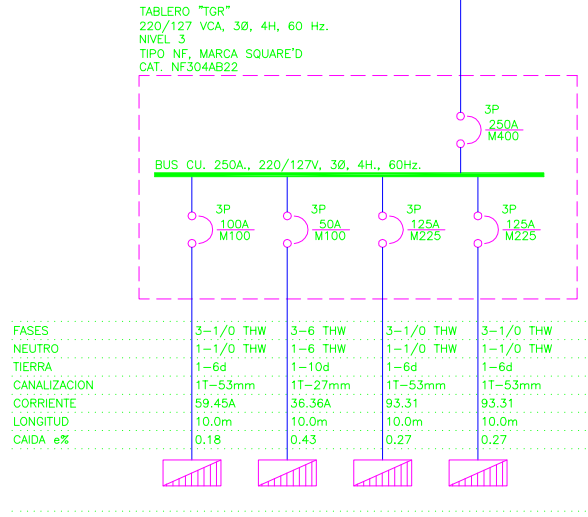 TABLERO "TGR"
220/127 VCA, 3Ø, 4H, 60 Hz.
NIVEL 3
TIPO NF, MARCA SQUARE'D
CAT. NF304AB22
3P
250A
M400
BUS CU. 250A., 220/127V, 3Ø, 4H., 60Hz.
3P 3P 3P 3P
100A 50A 125A 125A
M100 M100 M225 M225
FASES 3-1/0 THW 3-6 THW 3-1/0 THW 3-1/0 THW
NEUTRO 1-1/0 THW 1-6 THW 1-1/0 THW 1-1/0 THW
TIERRA 1-6d 1-10d 1-6d 1-6d
CANALIZACION 1T-53mm 1T-27mm 1T-53mm 1T-53mm
CORRIENTE 59.45A 36.36A 93.31 93.31
LONGITUD 10.0m 10.0m 10.0m 10.0m
CAIDA e% 0.18 0.43 0.27 0.27